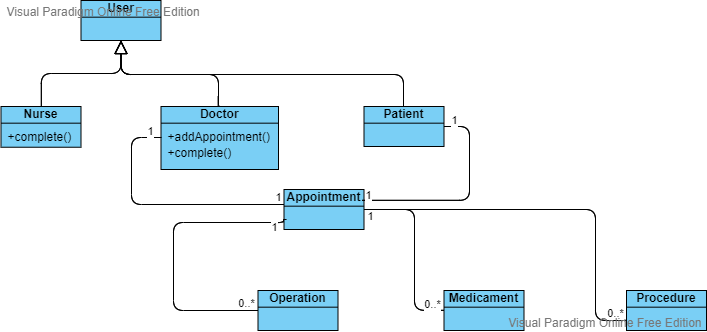 User
Visual Paradigm Online Free Edition
Nurse
+complete()
Doctor
+addAppointment()
+complete()
Patient
1
1
1
Appointment
1
1
1
0..*
Operation
0..*
Medicament
0..*
Procedure
Visual Paradigm Online Free Edition